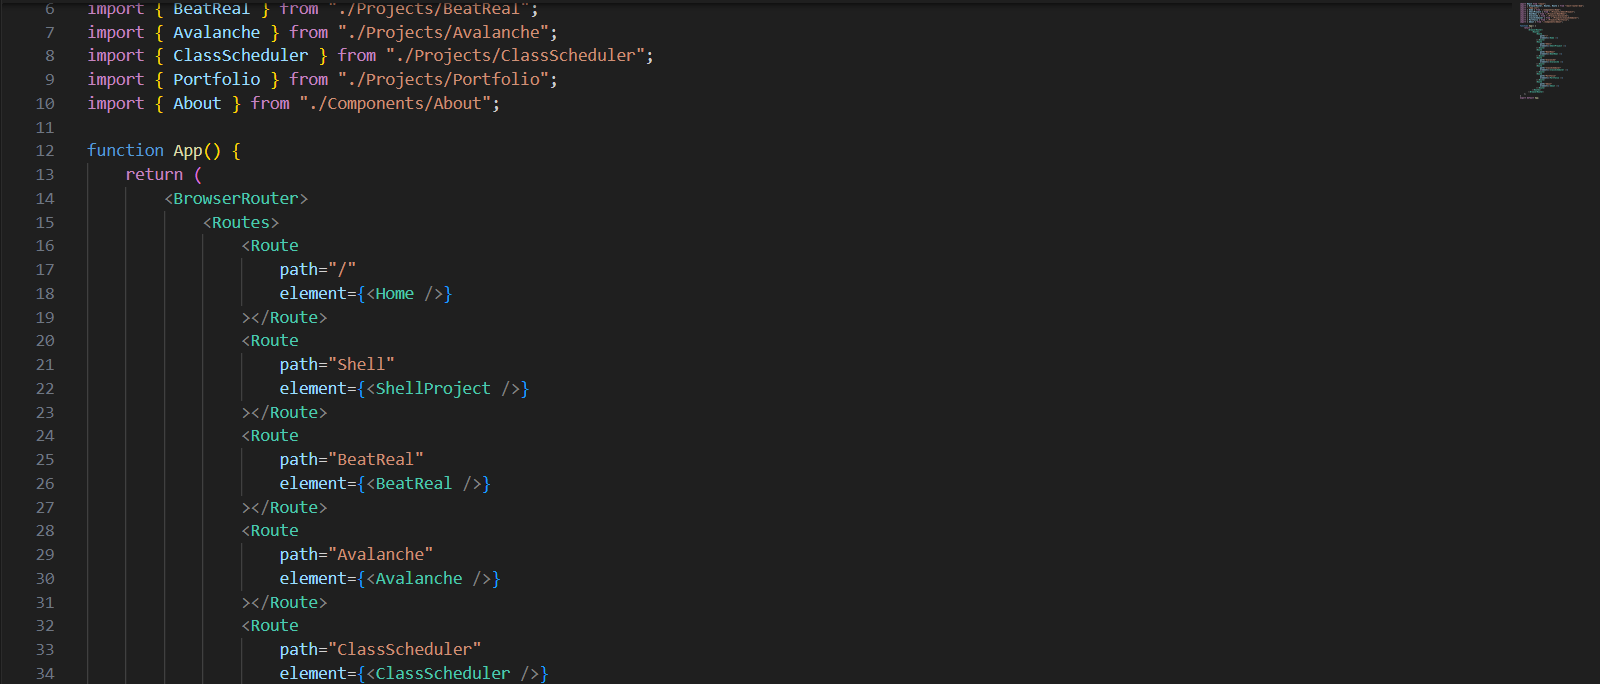 6 import { BeatReal } from "./Projects/BeatReal";
7 import { Avalanche } from "./Projects/Avalanche";
8 import { ClassScheduler } from "./Projects/ClassScheduler";
9 import { Portfolio } from "./Projects/Portfolio";
10 import { About } from "./Components/About";
11
12 function App() {
13 return (
14 <BrowserRouter>
15 <Routes>
16 <Route
17 path="/"
18 element={<Home />}
19 ></Route>
20 <Route
21 path="Shell"
22 element={<ShellProject />}
23 ></Route>
24 <Route
25 path="BeatReal"
26 element={<BeatReal />}
27 ></Route>
28 <Route
29 path="Avalanche"
30 element={<Avalanche />}
31 ></Route>
32 <Route
33 path="ClassScheduler"
34 element={<ClassScheduler />}